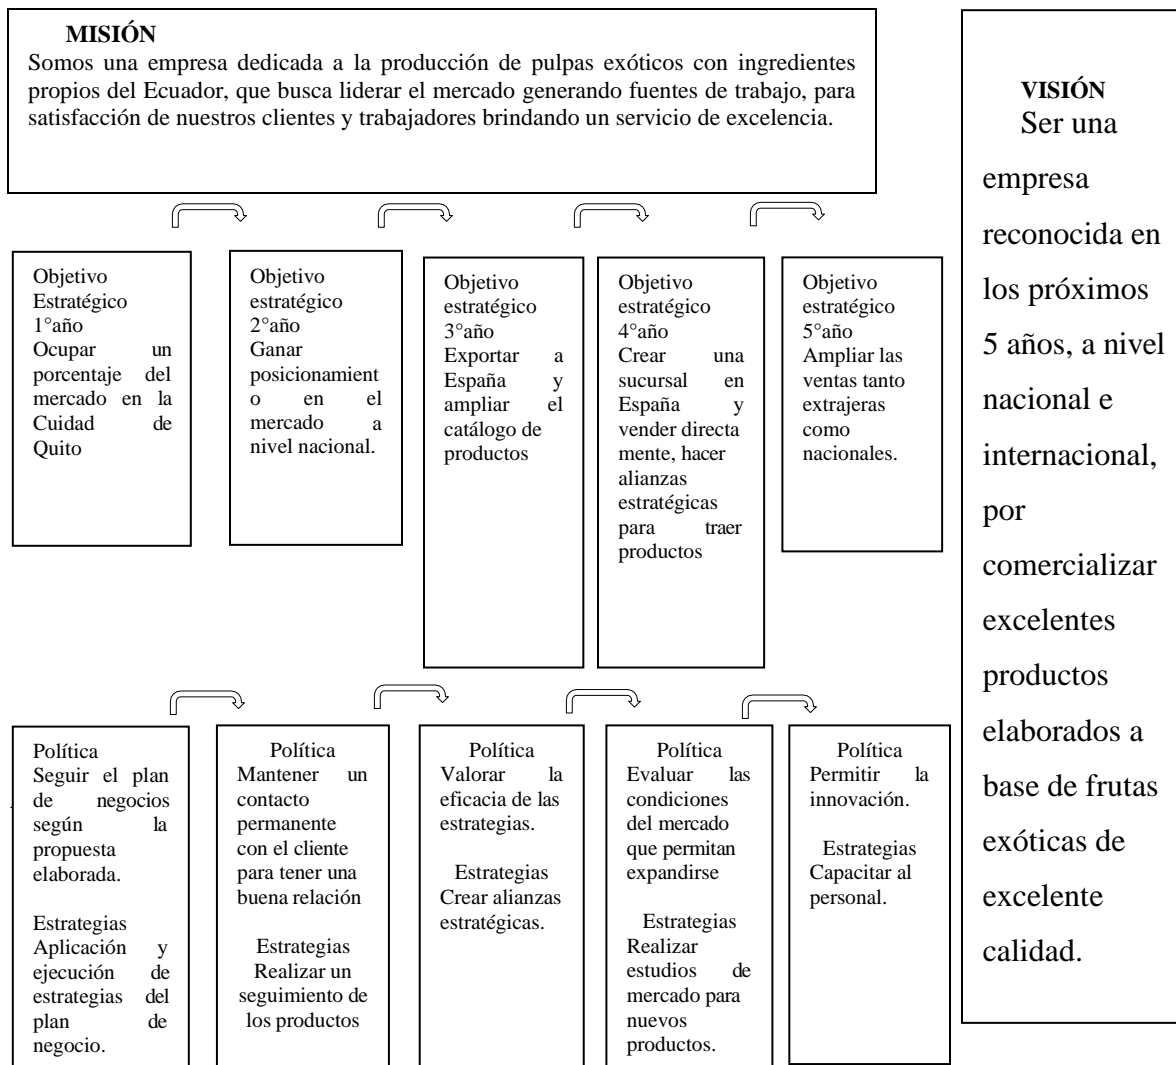 MISIÓN
Somos una empresa dedicada a la producción de pulpas exóticos con ingredientes
propios del Ecuador, que busca liderar el mercado generando fuentes de trabajo, para
satisfacción de nuestros clientes y trabajadores brindando un servicio de excelencia.
Objetivo
Estratégico
1°año
Ocupar un
porcentaje del
mercado en la
Cuidad de
Quito
Objetivo
estratégico
2°año
Ganar
posicionamient
o en el
mercado a
nivel nacional.
Objetivo
estratégico
3°año
Exportar a
España y
ampliar el
catálogo de
productos
Objetivo
estratégico
4°año
Crear una
sucursal en
España y
vender directa
mente, hacer
alianzas
estratégicas
para traer
productos
Objetivo
estratégico
5°año
Ampliar las
ventas tanto
extrajeras
como
nacionales.
Política
Seguir el plan
de negocios
según la
propuesta
elaborada.
Estrategias
Aplicación y
ejecución de
estrategias del
plan de
negocio.
Política
Mantener un
contacto
permanente
con el cliente
para tener una
buena relación
Estrategias
Realizar un
seguimiento de
los productos
Política
Valorar la
eficacia de las
estrategias.
Estrategias
Crear alianzas
estratégicas.
Política
Evaluar las
condiciones
del mercado
que permitan
expandirse
Estrategias
Realizar
estudios de
mercado para
nuevos
productos.
Política
Permitir la
innovación.
Estrategias
Capacitar al
personal.
VISIÓN
Ser una
empresa
reconocida en
los próximos
5 años, a nivel
nacional e
internacional,
por
comercializar
excelentes
productos
elaborados a
base de frutas
exóticas de
excelente
calidad.